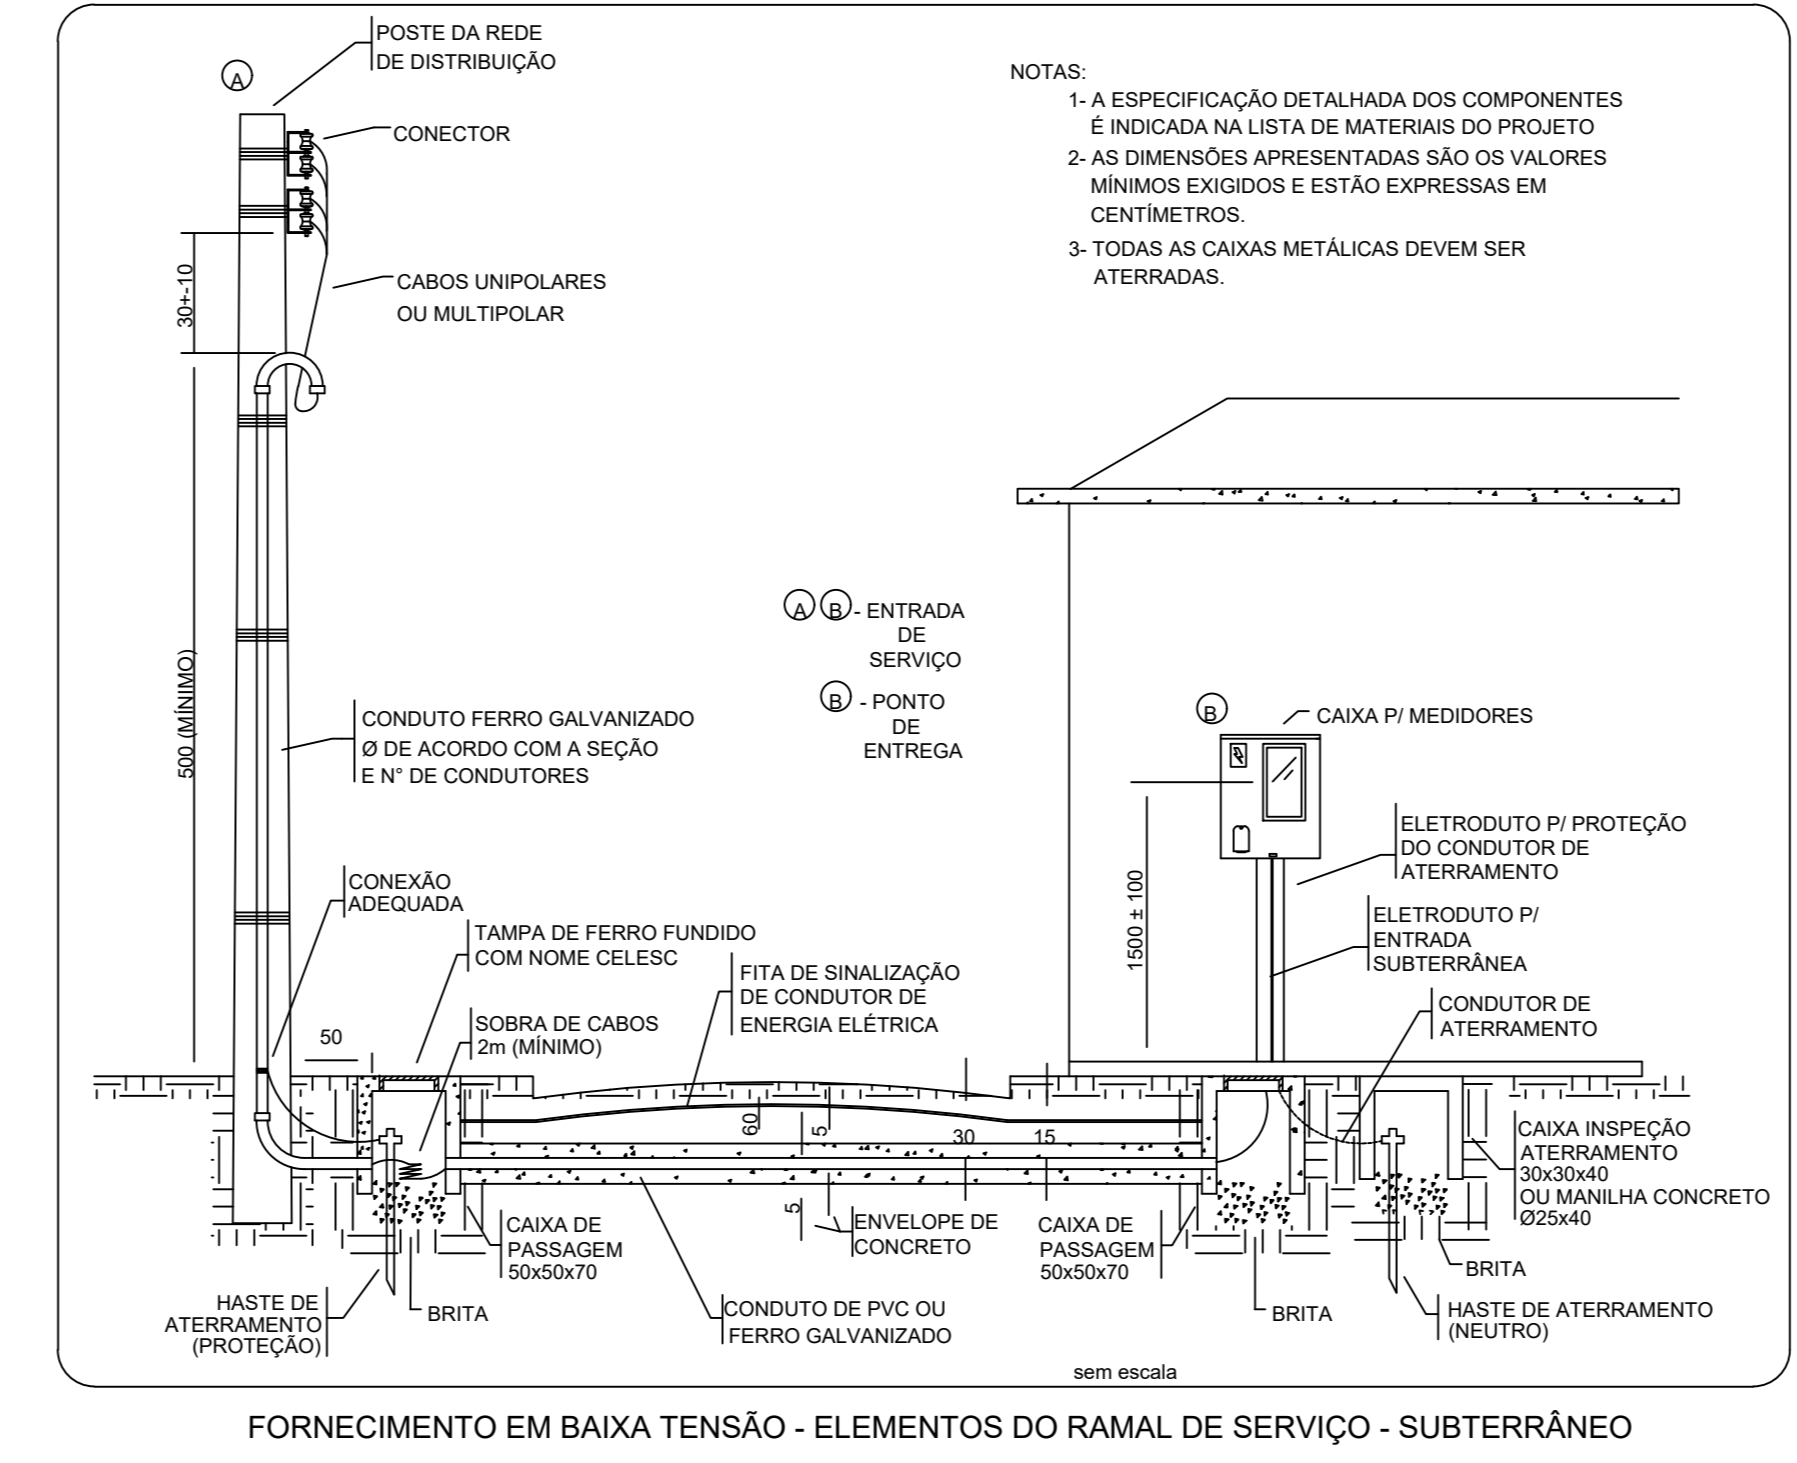 A
POSTE DA REDE
DE DISTRIBUIÇÃO
CONECTOR
NOTAS:
1- A ESPECIFICAÇÃO DETALHADA DOS COMPONENTES
É INDICADA NA LISTA DE MATERIAIS DO PROJETO
2- AS DIMENSÕES APRESENTADAS SÃO OS VALORES
MÍNIMOS EXIGIDOS E ESTÃO EXPRESSAS EM
CENTÍMETROS.
3- TODAS AS CAIXAS METÁLICAS DEVEM SER
ATERRADAS.
30+-10
CABOS UNIPOLARES
OU MULTIPOLAR
500 (MÍNIMO)
A B - ENTRADA
DE
SERVIÇO
B - PONTO
DE
ENTREGA
CONDUTO FERRO GALVANIZADO
Ø DE ACORDO COM A SEÇÃO
E N° DE CONDUTORES
B
CAIXA P/ MEDIDORES
1500 ± 100
ELETRODUTO P/ PROTEÇÃO
DO CONDUTOR DE
ATERRAMENTO
ELETRODUTO P/
ENTRADA
SUBTERRÂNEA
CONDUTOR DE
ATERRAMENTO
CONEXÃO
ADEQUADA
TAMPA DE FERRO FUNDIDO
COM NOME CELESC
FITA DE SINALIZAÇÃO
DE CONDUTOR DE
ENERGIA ELÉTRICA
SOBRA DE CABOS
2m (MÍNIMO)
50
60
5
30
15
5
CAIXA INSPEÇÃO
ATERRAMENTO
30x30x40
OU MANILHA CONCRETO
Ø25x40
CAIXA DE
PASSAGEM
50x50x70
ENVELOPE DE
CONCRETO
CAIXA DE
PASSAGEM
50x50x70
BRITA
HASTE DE
ATERRAMENTO
(PROTEÇÃO)
BRITA
CONDUTO DE PVC OU
FERRO GALVANIZADO
BRITA
HASTE DE ATERRAMENTO
(NEUTRO)
sem escala
FORNECIMENTO EM BAIXA TENSÃO - ELEMENTOS DO RAMAL DE SERVIÇO - SUBTERRÂNEO